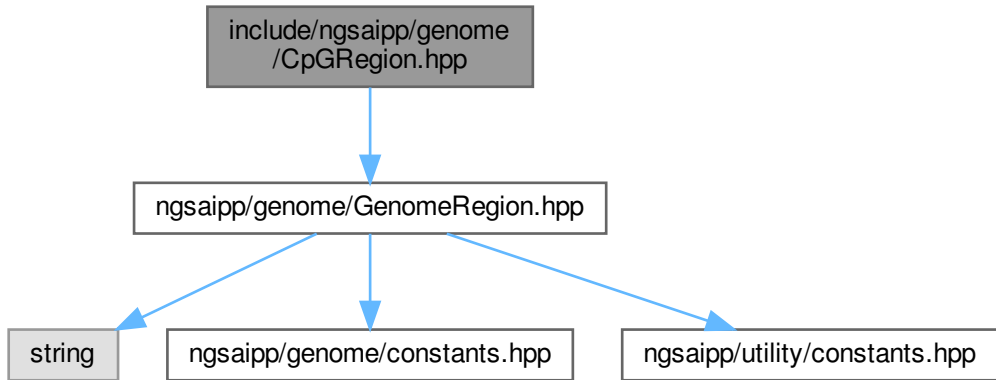 include/ngsaipp/genome
/CpGRegion.hpp
ngsaipp/genome/GenomeRegion.hpp
string
ngsaipp/genome/constants.hpp
ngsaipp/utility/constants.hpp